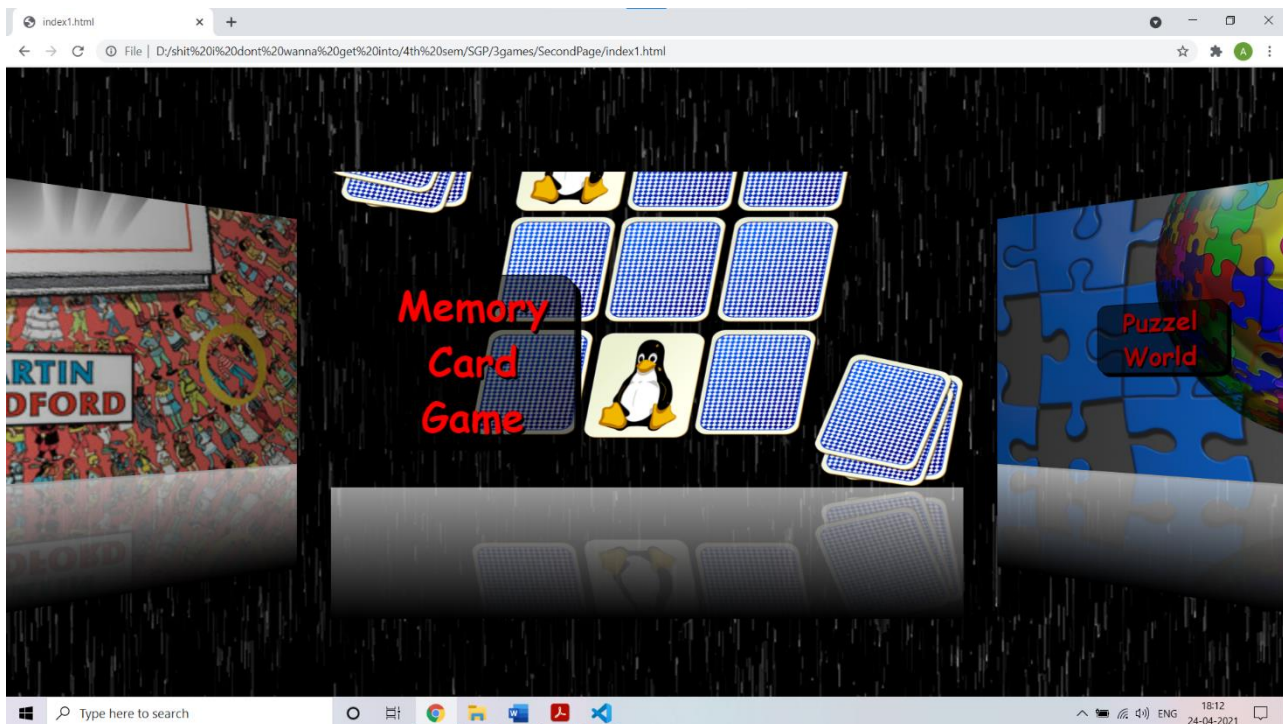 index1.html
File | D:/shit%20i%20dont%20wanna%20get%20into/4th%20sem/SGP/3games/SecondPage/index1.html
A
ARTIN
DFORD
Memory
Card
Game
Puzzel
World
Type here to search
ENG
18:12
24-04-2021